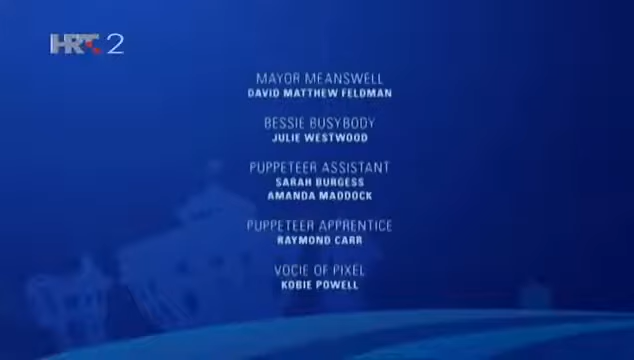 HRT 2
MAYOR MEANSWELL
DAVID MATTHEW FELDMAN
BESSIE BUSYBODY
JULIE WESTWOOD
PUPPETEER ASSISTANT
SARAH BURGESS
AMANDA MADDOCK
PUPPETEER APPRENTICE
RAYMOND CARR
VOCIE OF PIXEL
KOBIE POWELL